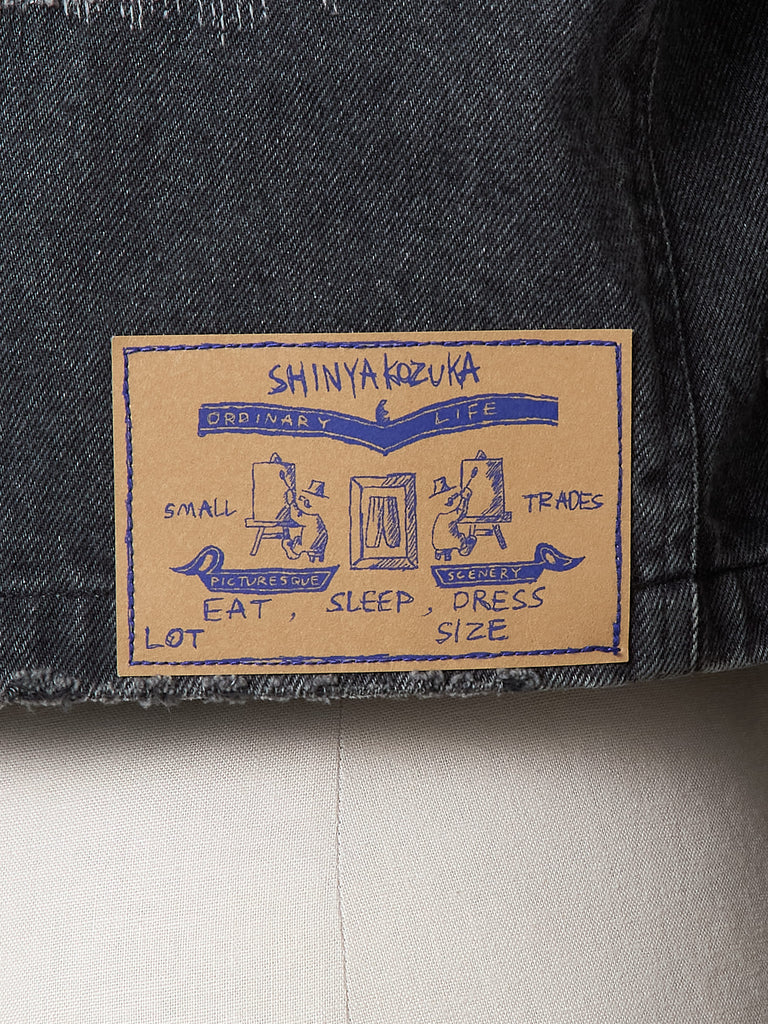 SHINYAKOZUKA
ORDINARY LIFE
SMALL TRADES
PICTURESQUE SCENERY
EAT, SLEEP, DRESS
LOT SIZE